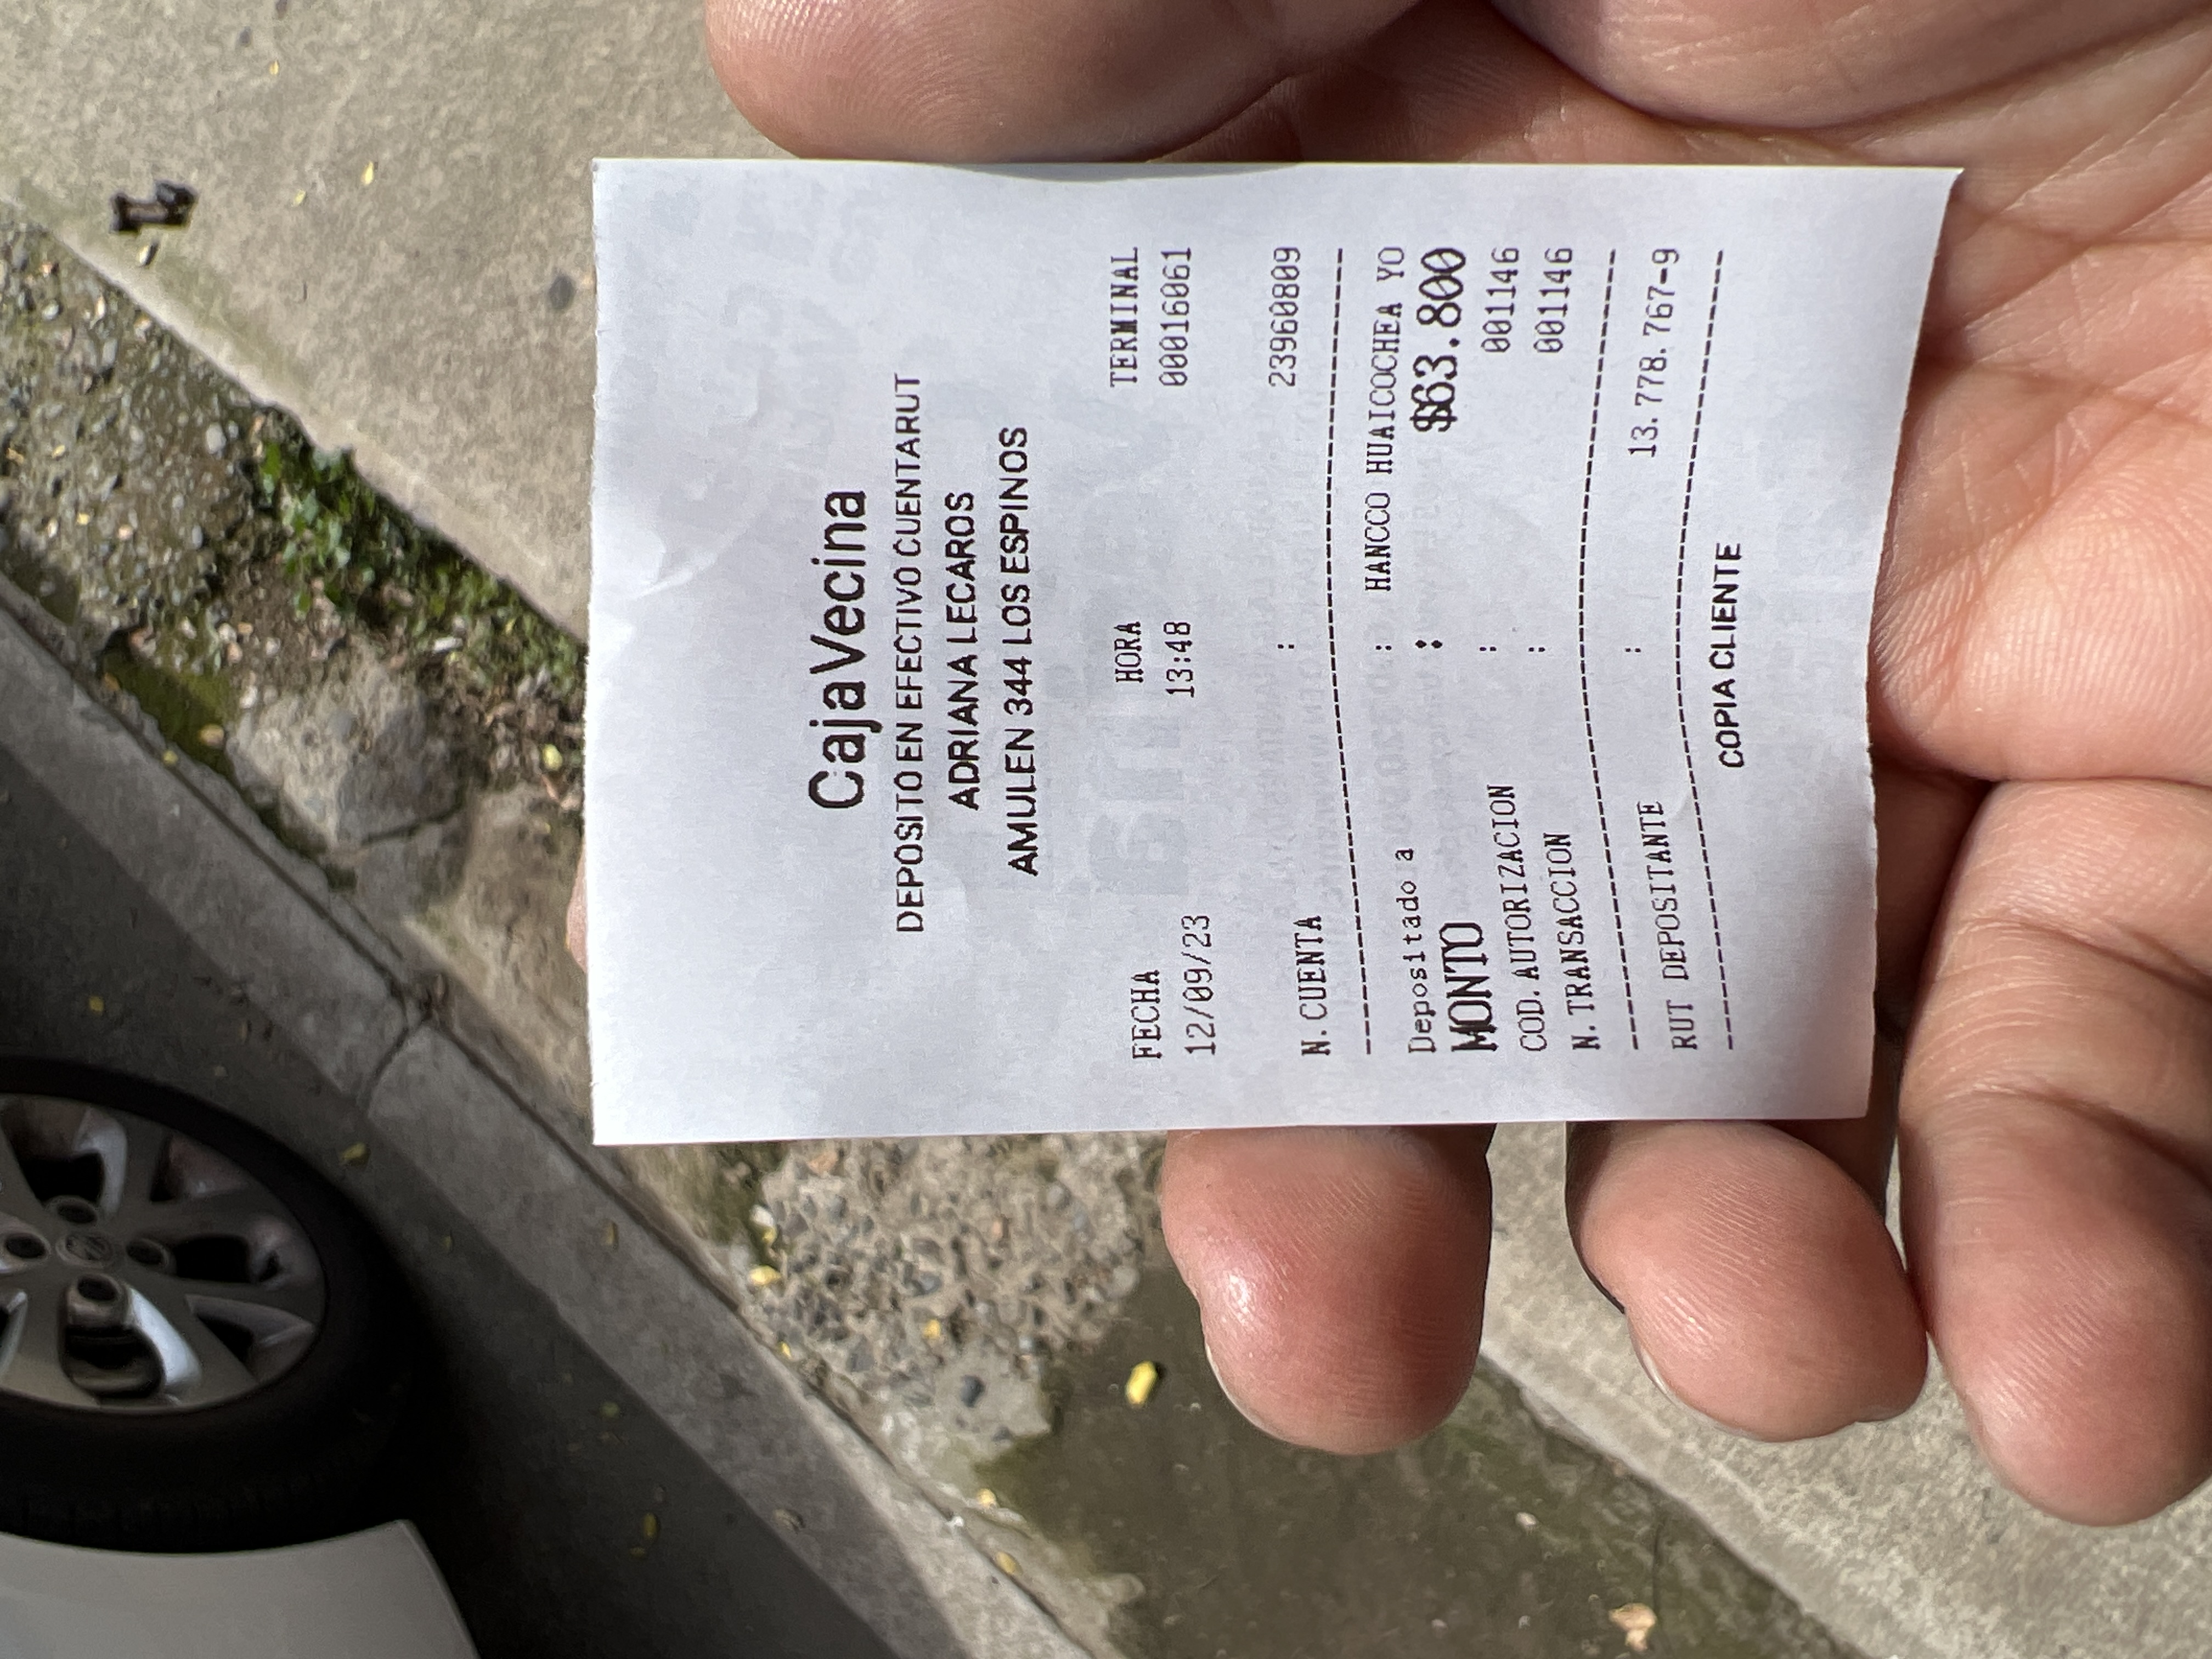 CajaVecina
DEPOSITO EN EFECTIVO CUENTARUT
ADRIANA LECAROS
AMULEN 344 LOS ESPINOS
FECHA HORA TERMINAL
12/09/23 13:48 00016061
N. CUENTA : 23960809
Depositado a : HANCCO HUAICOCHEA YO
MONTO : $63.800
COD. AUTORIZACION : 001146
N. TRANSACCION : 001146
RUT DEPOSITANTE : 13.778.767-9
COPIA CLIENTE